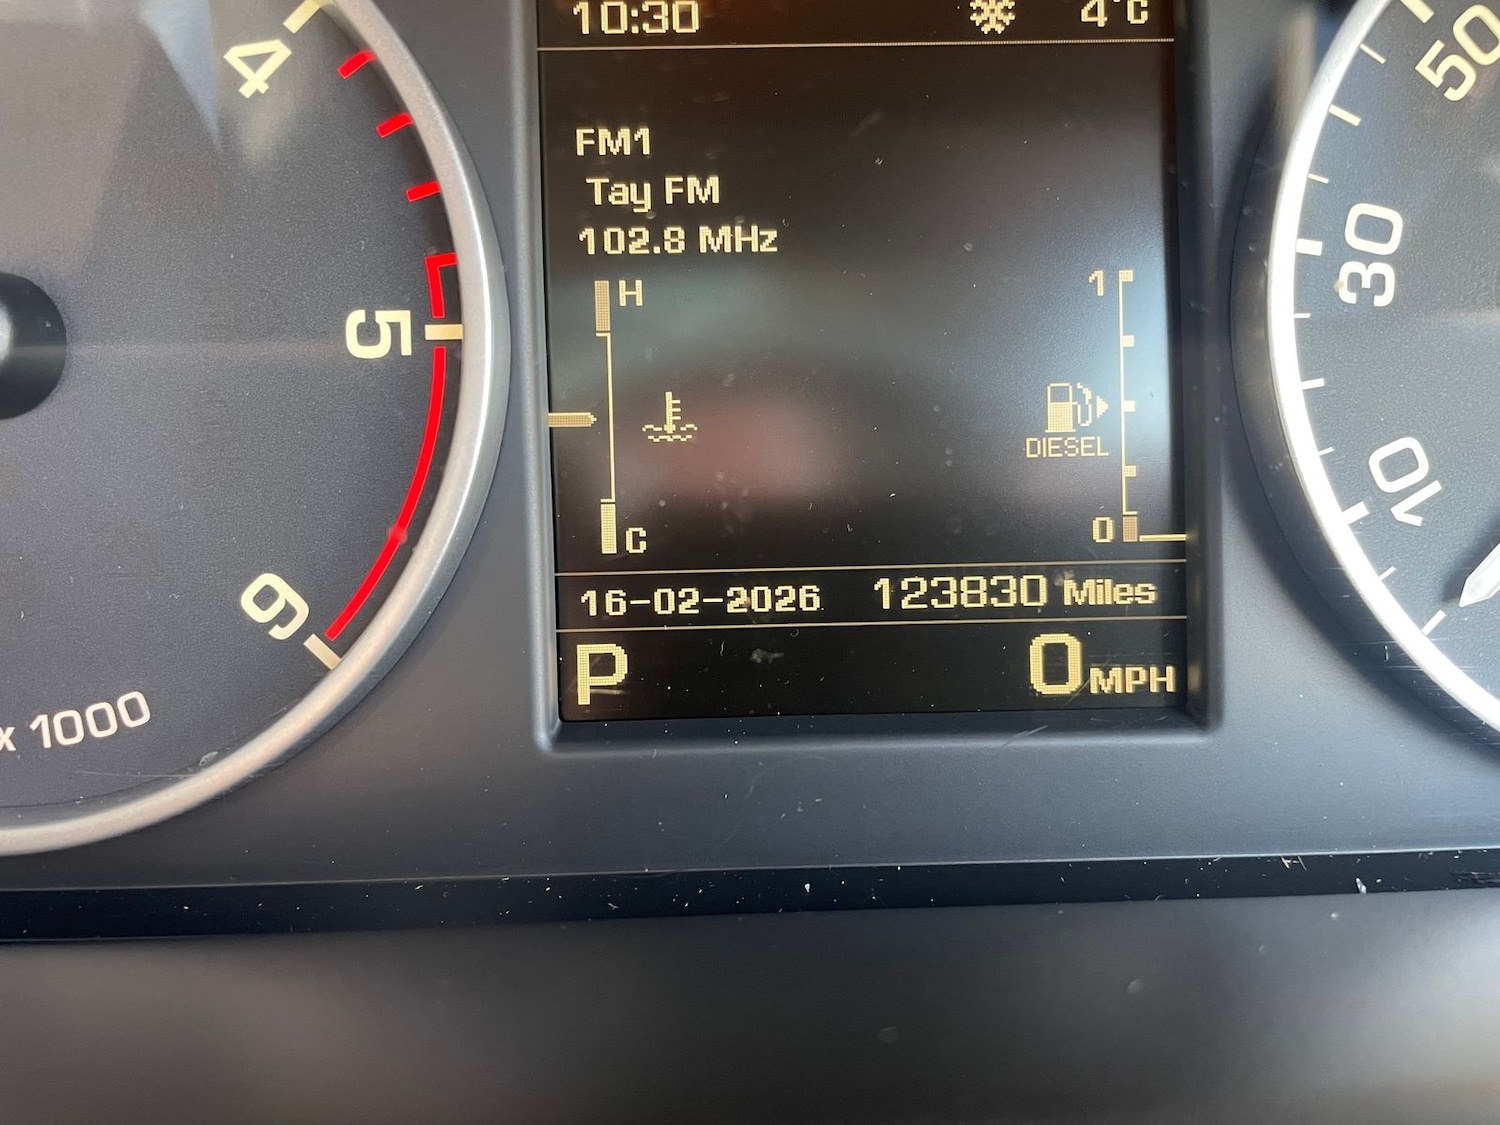 10:30 4°C
FM1
Tay FM
102.8 MHz
H
C
1
DIESEL
0
16-02-2026 123830 Miles
P 0 MPH
4
5
6
x 1000
50
30
10